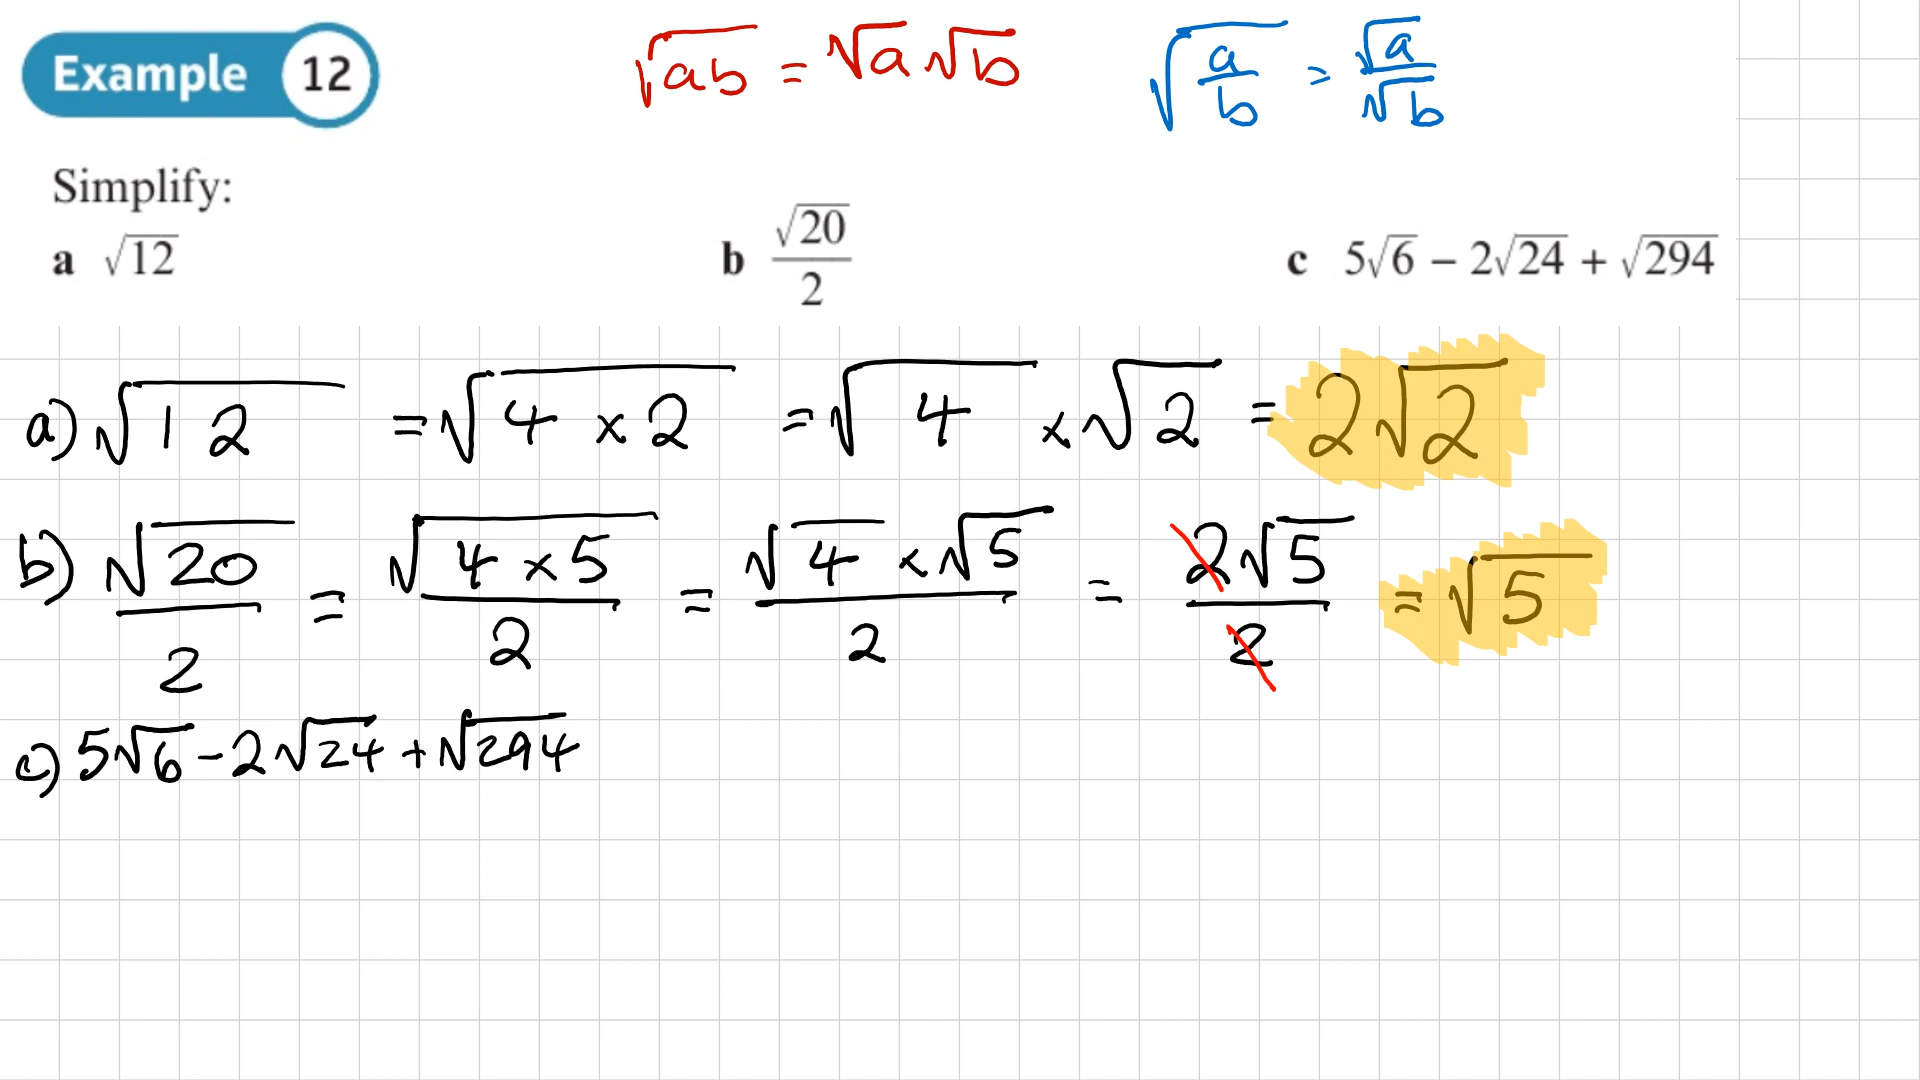 Example 12
√ab = √a √b
√(a/b) = √a/√b
Simplify:
a √12
b √20/2
c 5√6 – 2√24 + √294
a) √12 = √(4 × 2) = √4 × √2 = 2√2
b) √20/2 = √(4 × 5)/2 = (√4 × √5)/2 = 2√5/2 = √5
c) 5√6 - 2√24 + √294